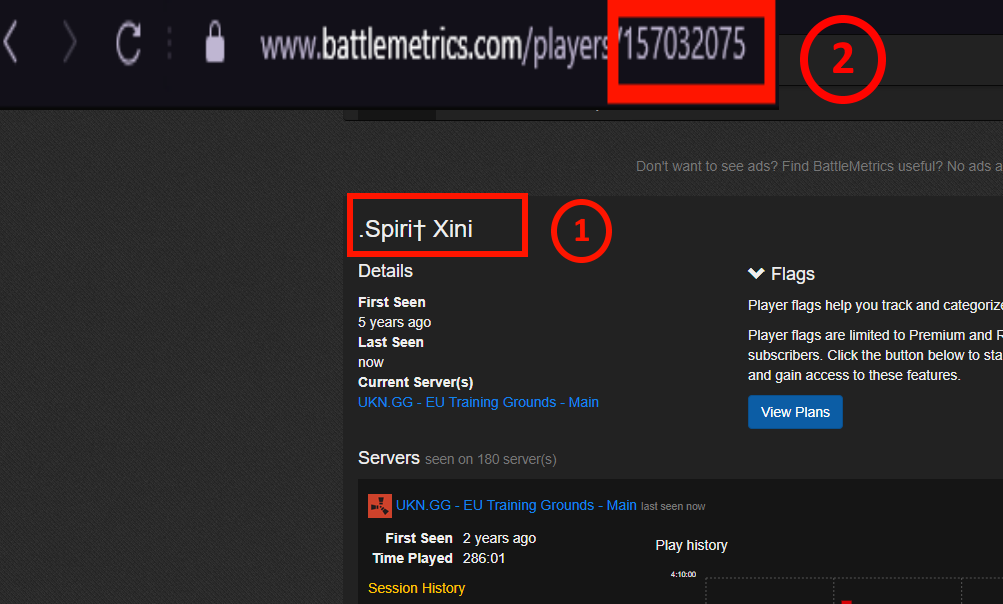 www.battlemetrics.com/players/157032075
2
Don't want to see ads? Find BattleMetrics useful? No ads a
.Spiri† Xini
1
Details
First Seen
5 years ago
Last Seen
now
Current Server(s)
UKN.GG - EU Training Grounds - Main
Flags
Player flags help you track and categorize
Player flags are limited to Premium and R
subscribers. Click the button below to sta
and gain access to these features.
View Plans
Servers seen on 180 server(s)
UKN.GG - EU Training Grounds - Main last seen now
First Seen 2 years ago
Time Played 286:01
Session History
Play history
4:10:00